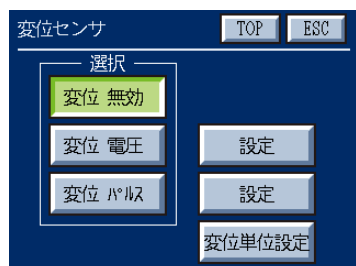 変位センサ TOP ESC
選択
変位 無効
変位 電圧 設定
変位 パルス 設定
変位単位設定